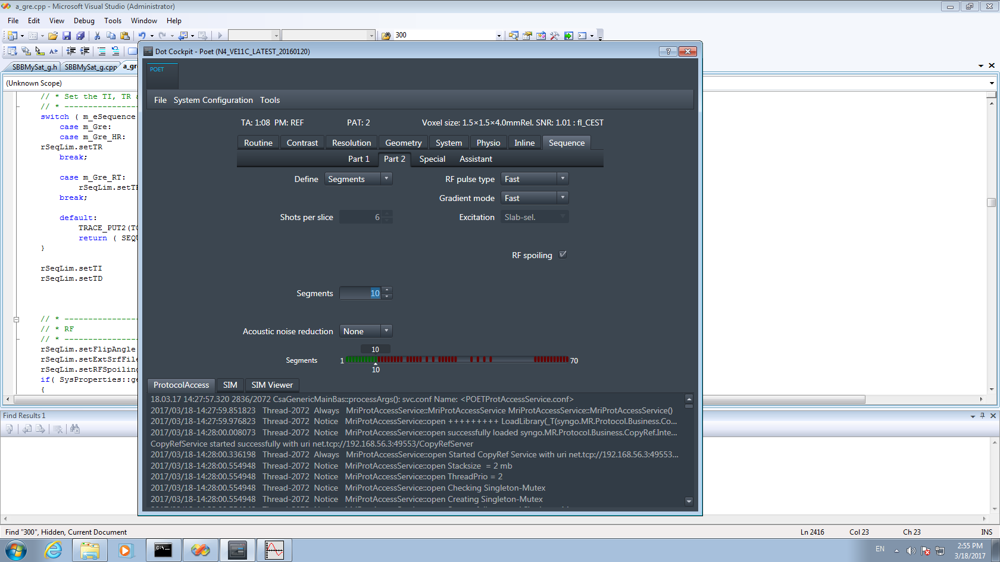 a_gre.cpp - Microsoft Visual Studio (Administrator)
File Edit View Debug Tools Window Help
300
SBBMySat_g.h SBBMySat_g.cpp
(Unknown Scope)
// * Set the TI, TR
// * ----------------
switch ( m_eSequence
case m_Gre:
case m_Gre_HR:
rSeqLim.setTR
break;
case m_Gre_RT:
break;
default:
}
rSeqLim.setTI
rSeqLim.setTD
// * ----------------
// * RF
// * ----------------
rSeqLim.setFlipAngle
rSeqLim.setExtSrfFile
rSeqLim.setRFSpoiling
if( SysProperties::ge
{
Dot Cockpit - Poet (N4_VE11C_LATEST_20160120)
POET
File System Configuration Tools
TA: 1:08 PM: REF PAT: 2 Voxel size: 1.5×1.5×4.0mmRel. SNR: 1.01 : fl_CEST
Routine Contrast Resolution Geometry System Physio Inline Sequence
Part 1 Part 2 Special Assistant
Define Segments RF pulse type Fast
Gradient mode Fast
Shots per slice 6 Excitation Slab-sel.
RF spoiling
Segments 10
Acoustic noise reduction None
10
Segments 1 70
10
ProtocolAccess SIM SIM Viewer
18.03.17 14:27:57.320 2836/2072 CsaGenericMainBas::processArgs(): svc.conf Name: <POETProtAccessService.conf>
2017/03/18-14:27:59.851823 Thread-2072 Always MriProtAccessService::MriProtAccessService MriProtAccessService::MriProtAccessService()
2017/03/18-14:27:59.976823 Thread-2072 Notice MriProtAccessService::open +++++++++ LoadLibrary(_T(syngo.MR.Protocol.Business.Co...
2017/03/18-14:28:00.008073 Thread-2072 Notice MriProtAccessService::open successfully loaded syngo.MR.Protocol.Business.CopyRef.Inte...
CopyRefService started successfully with uri net.tcp://192.168.56.3:49553/CopyRefServer
2017/03/18-14:28:00.336198 Thread-2072 Always MriProtAccessService::open Started CopyRef Service with uri net.tcp://192.168.56.3:49553...
2017/03/18-14:28:00.554948 Thread-2072 Notice MriProtAccessService::open Stacksize = 2 mb
2017/03/18-14:28:00.554948 Thread-2072 Notice MriProtAccessService::open ThreadPrio = 2
2017/03/18-14:28:00.554948 Thread-2072 Notice MriProtAccessService::open Checking Singleton-Mutex
2017/03/18-14:28:00.554948 Thread-2072 Notice MriProtAccessService::open Creating Singleton-Mutex
Find Results 1
Find "300", Hidden, Current Document Ln 2416 Col 23 Ch 23 INS
EN 2:55 PM
3/18/2017